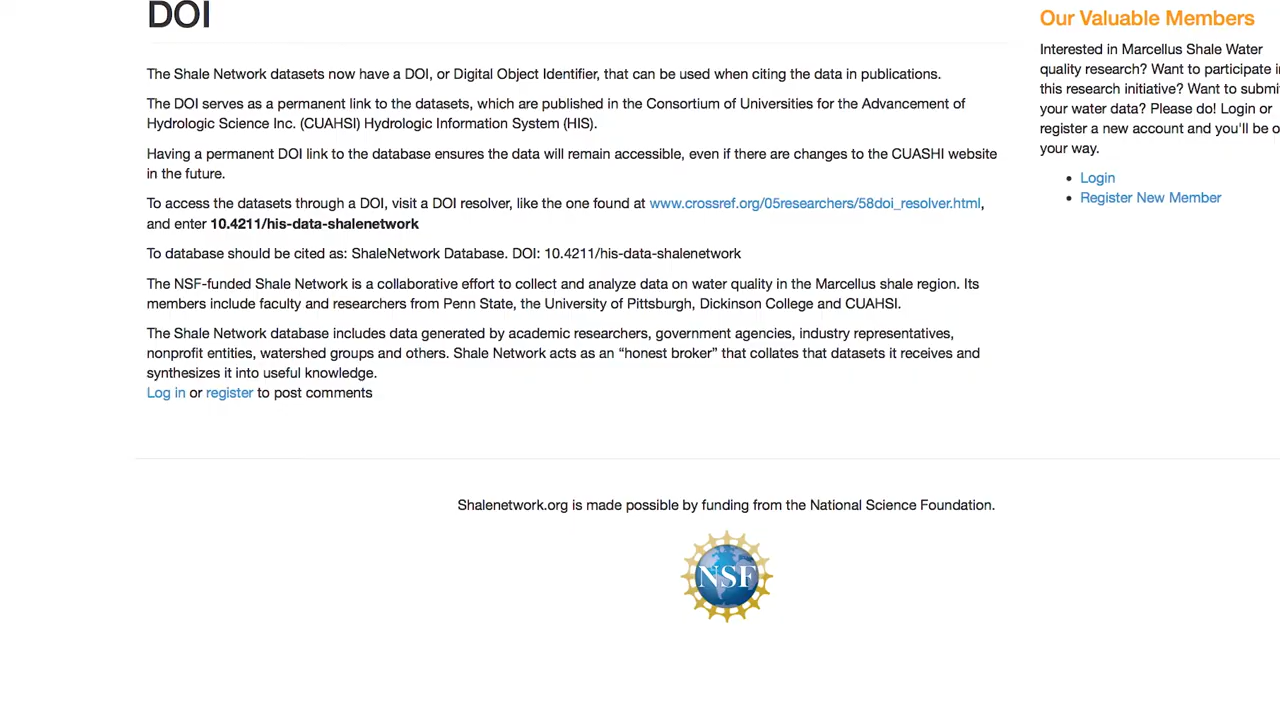 DOI
The Shale Network datasets now have a DOI, or Digital Object Identifier, that can be used when citing the data in publications.
The DOI serves as a permanent link to the datasets, which are published in the Consortium of Universities for the Advancement of
Hydrologic Science Inc. (CUAHSI) Hydrologic Information System (HIS).
Having a permanent DOI link to the database ensures the data will remain accessible, even if there are changes to the CUASHI website
in the future.
To access the datasets through a DOI, visit a DOI resolver, like the one found at www.crossref.org/05researchers/58doi_resolver.html,
and enter 10.4211/his-data-shalenetwork
To database should be cited as: ShaleNetwork Database. DOI: 10.4211/his-data-shalenetwork
The NSF-funded Shale Network is a collaborative effort to collect and analyze data on water quality in the Marcellus shale region. Its
members include faculty and researchers from Penn State, the University of Pittsburgh, Dickinson College and CUAHSI.
The Shale Network database includes data generated by academic researchers, government agencies, industry representatives,
nonprofit entities, watershed groups and others. Shale Network acts as an “honest broker” that collates that datasets it receives and
synthesizes it into useful knowledge.
Log in or register to post comments
Our Valuable Members
Interested in Marcellus Shale Water
quality research? Want to participate
this research initiative? Want to
your water data? Please do! Login or
register a new account and you'll be
your way.
Login
Register New Member
Shalenetwork.org is made possible by funding from the National Science Foundation.
NSF